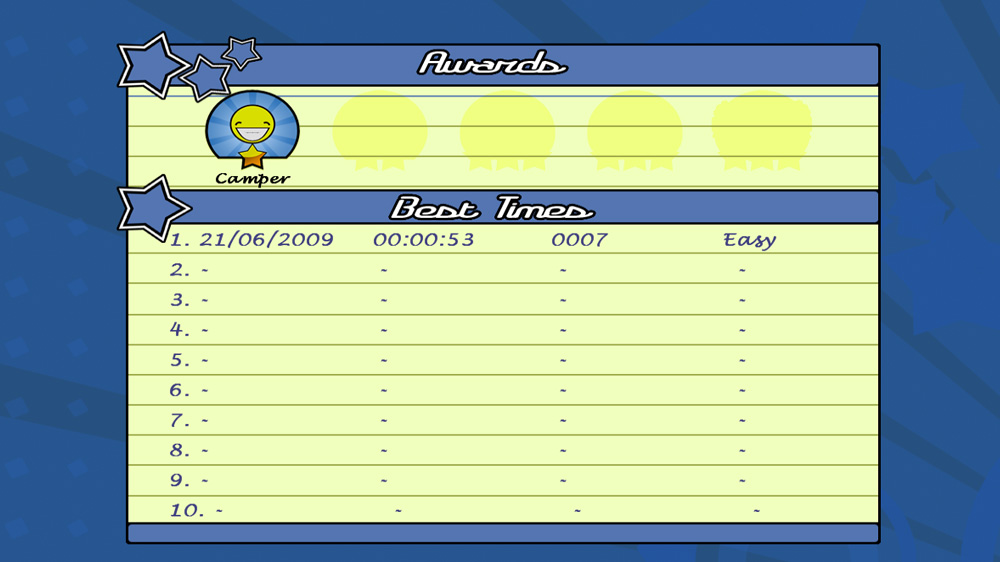 Awards
Camper
Best Times
1. 21/06/2009 00:00:53 0007 Easy
2. ~ ~ ~ ~
3. ~ ~ ~ ~
4. ~ ~ ~ ~
5. ~ ~ ~ ~
6. ~ ~ ~ ~
7. ~ ~ ~ ~
8. ~ ~ ~ ~
9. ~ ~ ~ ~
10. ~ ~ ~ ~